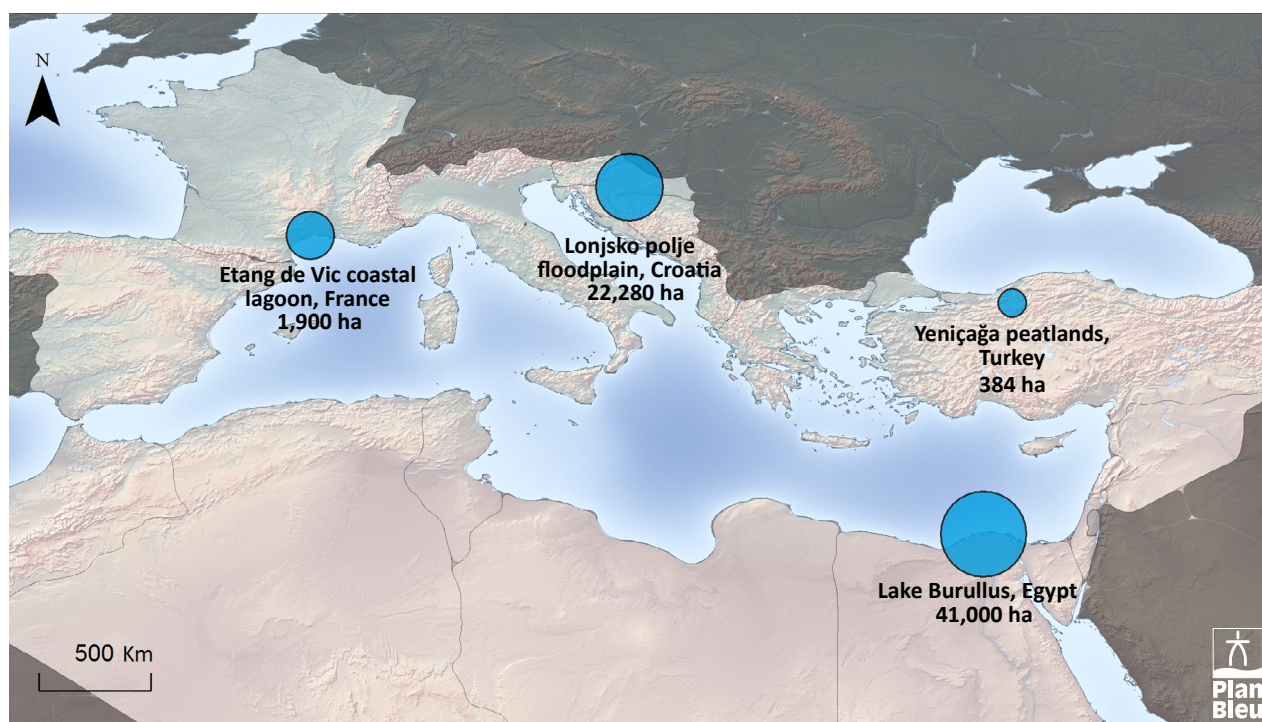 N
Etang de Vic coastal
lagoon, France
1,900 ha
Lonjsko polje
floodplain, Croatia
22,280 ha
Yeniçağa peatlands,
Turkey
384 ha
Lake Burullus, Egypt
41,000 ha
500 Km
Plan
Bleu